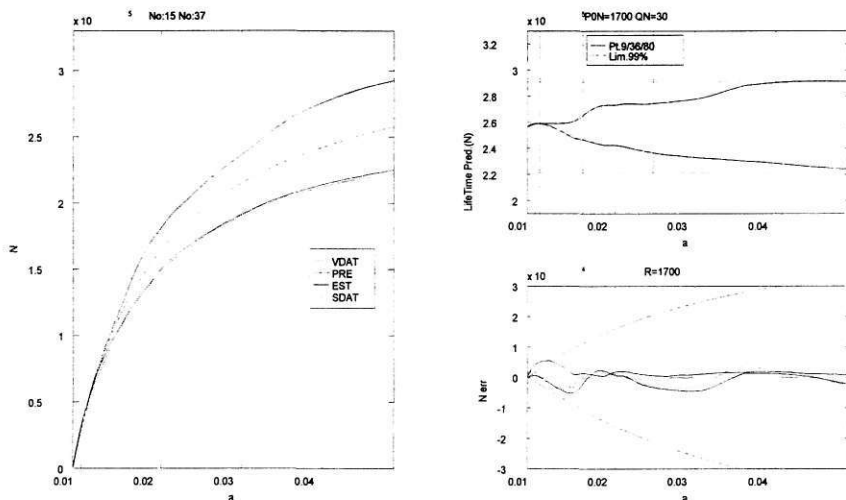 x 10
5
No:15 No:37
3
2.5
2
1.5
1
0.5
0
N
VDAT
PRE
EST
SDAT
0.01 0.02 0.03 0.04
a
x 10
5
P0N=1700 QN=30
3.2
3
2.8
2.6
2.4
2.2
2
LifeTime Pred.(N)
Pt.9/36/80
Lim.99%
0.01 0.02 0.03 0.04
a
x 10
4
R=1700
3
2
1
0
-1
-2
-3
N err
0.01 0.02 0.03 0.04
a